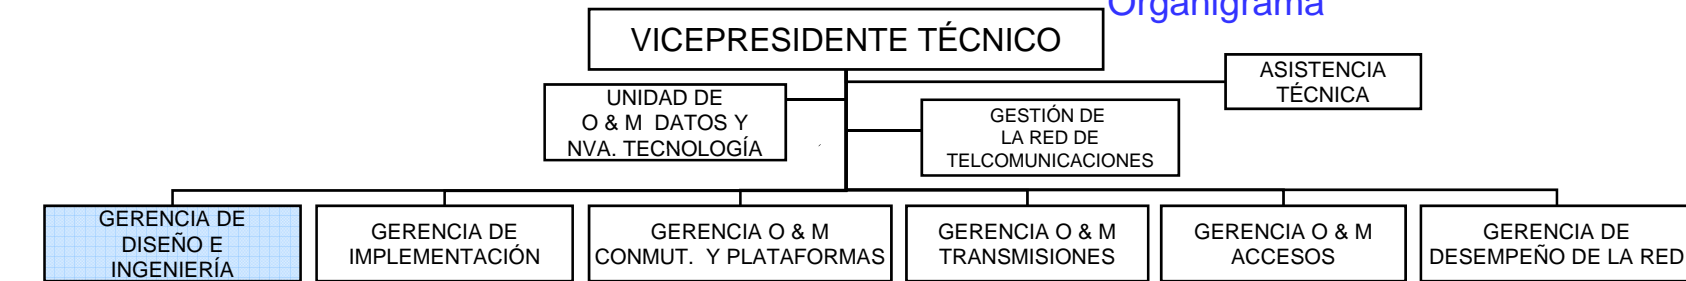 Organigrama
VICEPRESIDENTE TÉCNICO
ASISTENCIA
TÉCNICA
UNIDAD DE
O & M DATOS Y
NVA. TECNOLOGÍA
GESTIÓN DE
LA RED DE
TELCOMUNICACIONES
GERENCIA DE
DISEÑO E
INGENIERÍA
GERENCIA DE
IMPLEMENTACIÓN
GERENCIA O & M
CONMUT. Y PLATAFORMAS
GERENCIA O & M
TRANSMISIONES
GERENCIA O & M
ACCESOS
GERENCIA DE
DESEMPEÑO DE LA RED